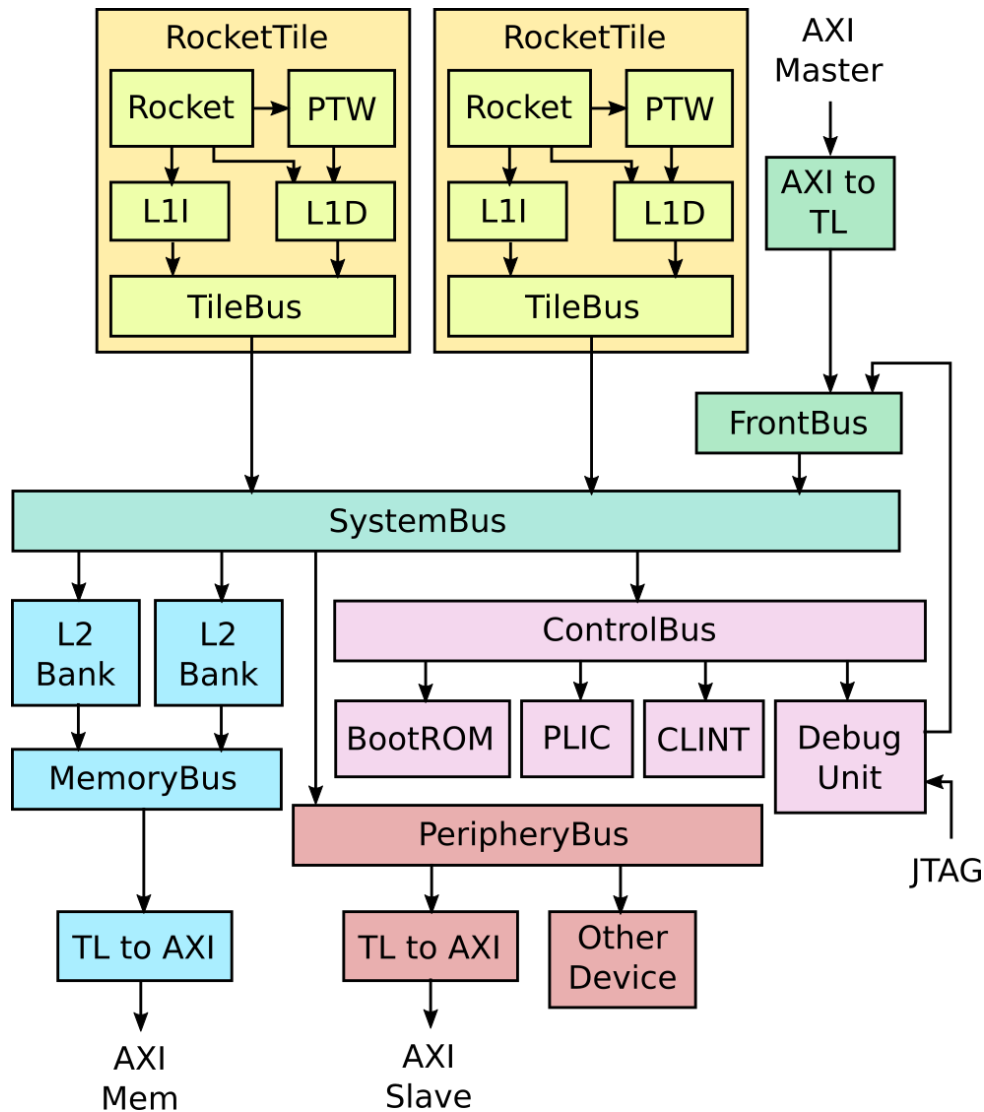 RocketTile
RocketTile
AXI
Master
Rocket
PTW
Rocket
PTW
AXI to
TL
L1I
L1D
L1I
L1D
TileBus
TileBus
FrontBus
SystemBus
L2
Bank
L2
Bank
ControlBus
BootROM
PLIC
CLINT
Debug
Unit
MemoryBus
PeripheryBus
JTAG
TL to AXI
TL to AXI
Other
Device
AXI
Mem
AXI
Slave